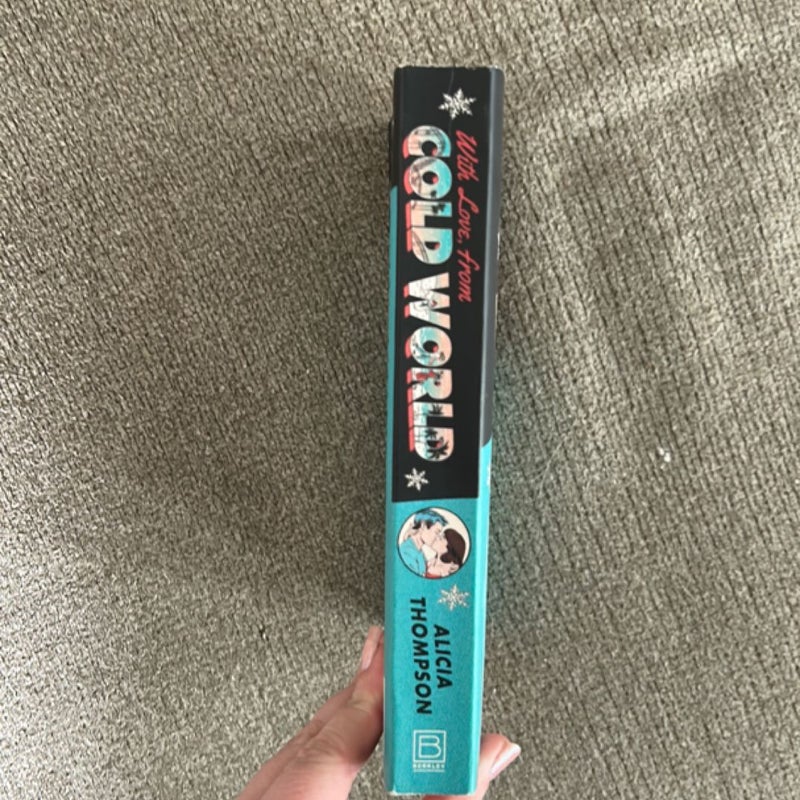 With Love, from
COLD WORLD
ALICIA
THOMPSON
B
BERKLEY